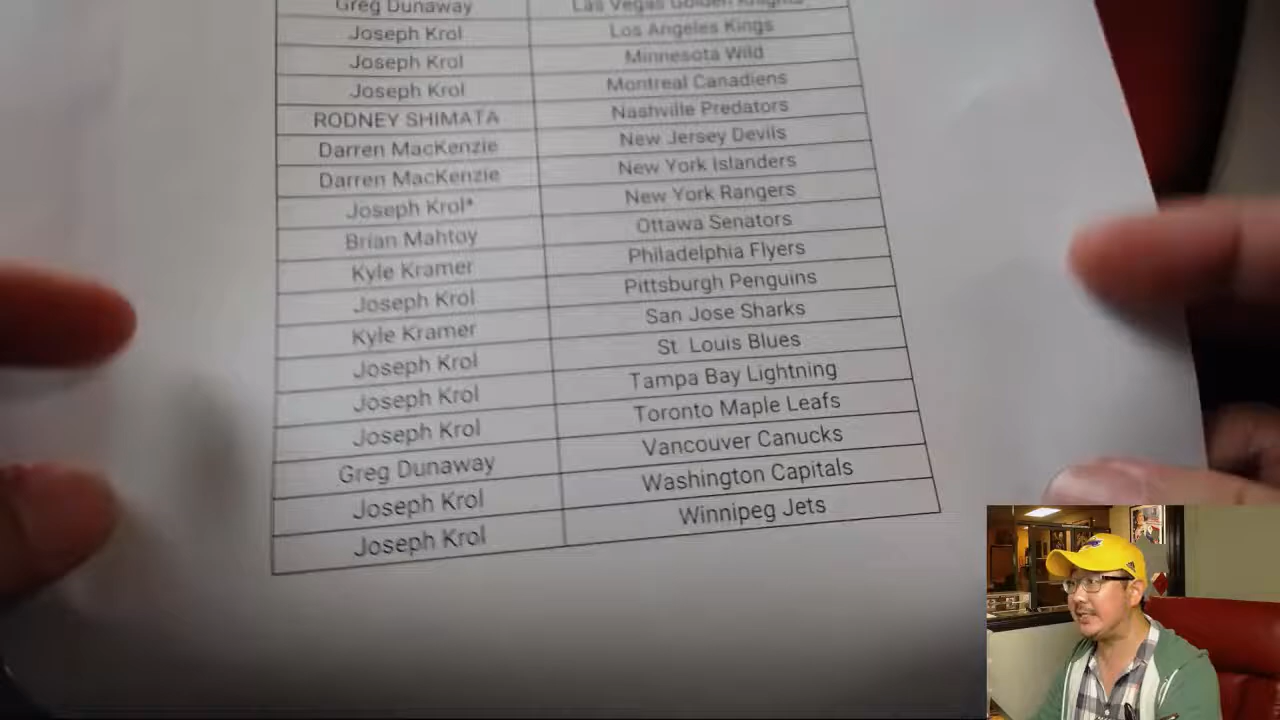 Greg Dunaway Las Vegas Golden Knights
Joseph Krol Los Angeles Kings
Joseph Krol Minnesota Wild
Joseph Krol Montreal Canadiens
RODNEY SHIMATA Nashville Predators
Darren MacKenzie New Jersey Devils
Darren MacKenzie New York Islanders
Joseph Krol* New York Rangers
Brian Mahtoy Ottawa Senators
Kyle Kramer Philadelphia Flyers
Joseph Krol Pittsburgh Penguins
Kyle Kramer San Jose Sharks
Joseph Krol St Louis Blues
Joseph Krol Tampa Bay Lightning
Joseph Krol Toronto Maple Leafs
Greg Dunaway Vancouver Canucks
Joseph Krol Washington Capitals
Joseph Krol Winnipeg Jets